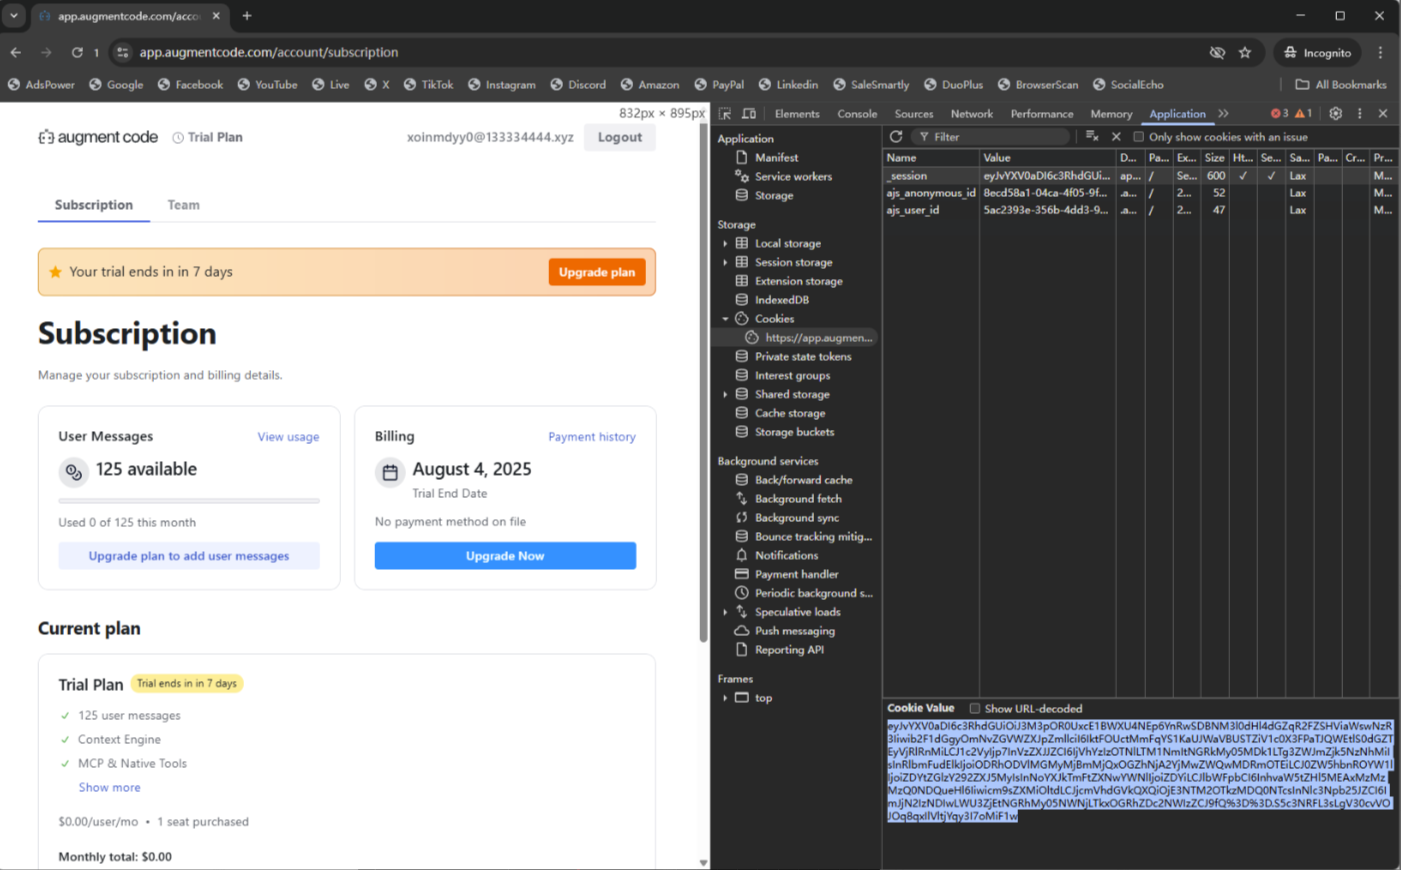 app.augmentcode.com/acco
1
app.augmentcode.com/account/subscription
Incognito
AdsPower Google Facebook YouTube Live X TikTok Instagram Discord Amazon PayPal Linkedin SaleSmartly DuoPlus BrowserScan SocialEcho All Bookmarks
832px × 895px
augment code
Trial Plan
xoinmdyy0@133334444.xyz
Logout
Subscription
Team
Your trial ends in in 7 days
Upgrade plan
Subscription
Manage your subscription and billing details.
User Messages
View usage
125 available
Used 0 of 125 this month
Upgrade plan to add user messages
Billing
Payment history
August 4, 2025
Trial End Date
No payment method on file
Upgrade Now
Current plan
Trial Plan
Trial ends in in 7 days
125 user messages
Context Engine
MCP & Native Tools
Show more
$0.00/user/mo • 1 seat purchased
Monthly total: $0.00
Elements Console Sources Network Performance Memory Application 3 1
Application
Manifest
Service workers
Storage
Storage
Local storage
Session storage
Extension storage
IndexedDB
Cookies
https://app.augmen...
Private state tokens
Interest groups
Shared storage
Cache storage
Storage buckets
Background services
Back/forward cache
Background fetch
Background sync
Bounce tracking mitig...
Notifications
Payment handler
Periodic background s...
Speculative loads
Push messaging
Reporting API
Frames
top
Filter
Only show cookies with an issue
Name Value D... Pa... Ex... Size Ht... Se... Sa... Pa... Cr... Pr...
_session eyJvYXV0aDI6c3RhdGUi... ap... / Se... 600 ✓ ✓ Lax M...
ajs_anonymous_id 8ecd58a1-04ca-4f05-9f... .a... / 2... 52 Lax M...
ajs_user_id 5ac2393e-356b-4dd3-9... .a... / 2... 47 Lax M...
Cookie Value
Show URL-decoded